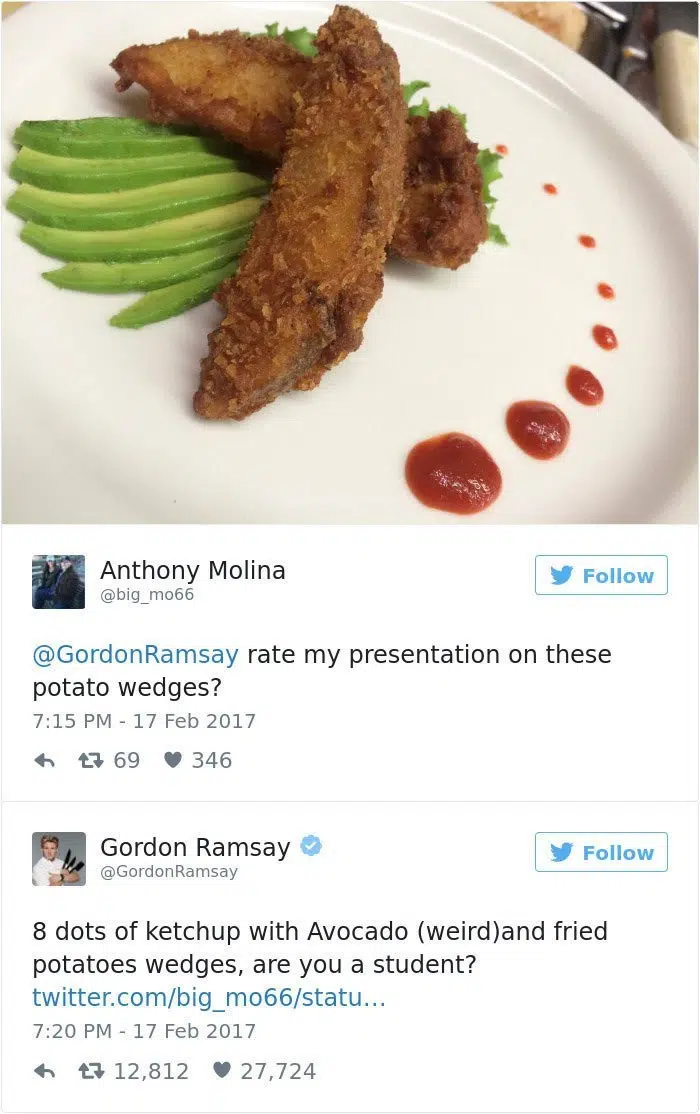 Anthony Molina
@big_mo66
Follow
@GordonRamsay rate my presentation on these
potato wedges?
7:15 PM - 17 Feb 2017
69 346
Gordon Ramsay
@GordonRamsay
Follow
8 dots of ketchup with Avocado (weird)and fried
potatoes wedges, are you a student?
twitter.com/big_mo66/statu...
7:20 PM - 17 Feb 2017
12,812 27,724